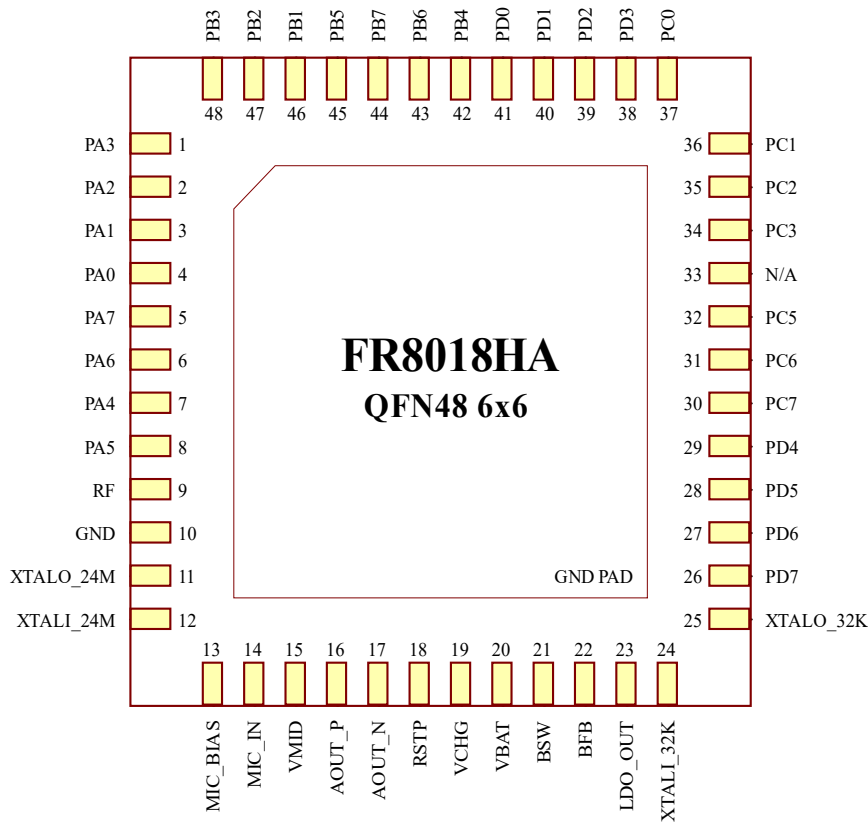 PB3 PB2 PB1 PB5 PB7 PB6 PB4 PD0 PD1 PD2 PD3 PC0
48 47 46 45 44 43 42 41 40 39 38 37
PA3 1 36 PC1
PA2 2 35 PC2
PA1 3 34 PC3
PA0 4 33 N/A
PA7 5 32 PC5
FR8018HA
PA6 6 31 PC6
QFN48 6x6
PA4 7 30 PC7
PA5 8 29 PD4
RF 9 28 PD5
GND 10 27 PD6
XTALO_24M 11 GND PAD 26 PD7
XTALI_24M 12 25 XTALO_32K
13 14 15 16 17 18 19 20 21 22 23 24
MIC_BIAS MIC_IN VMID AOUT_P AOUT_N RSTP VCHG VBAT BSW BFB LDO_OUT XTALI_32K